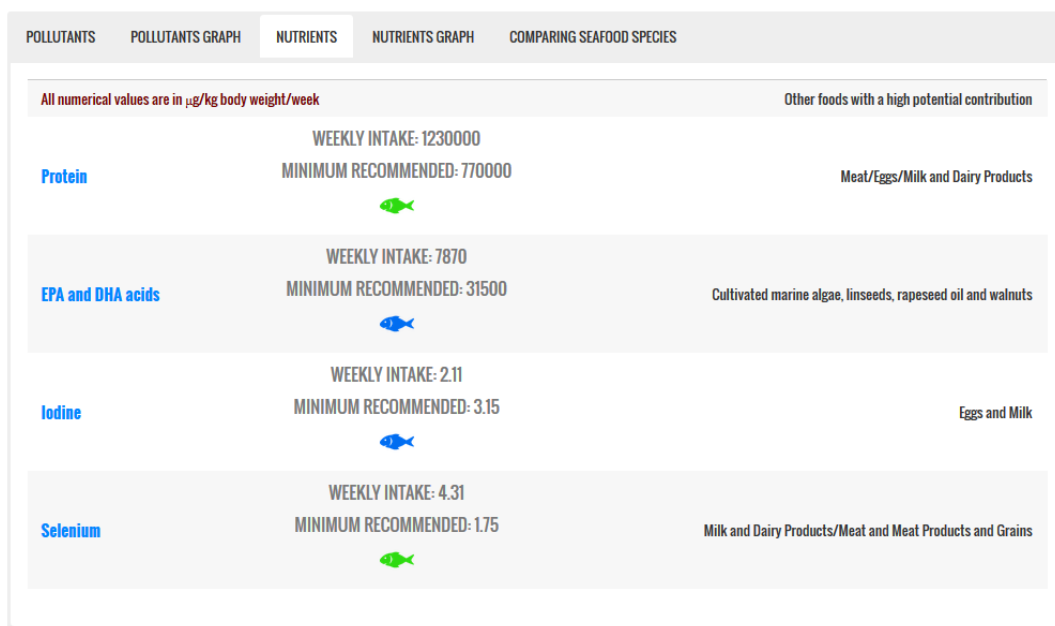 POLLUTANTS POLLUTANTS GRAPH NUTRIENTS NUTRIENTS GRAPH COMPARING SEAFOOD SPECIES
All numerical values are in µg/kg body weight/week Other foods with a high potential contribution
WEEKLY INTAKE: 1230000
MINIMUM RECOMMENDED: 770000
Protein Meat/Eggs/Milk and Dairy Products
WEEKLY INTAKE: 7870
MINIMUM RECOMMENDED: 31500
EPA and DHA acids Cultivated marine algae, linseeds, rapeseed oil and walnuts
WEEKLY INTAKE: 2.11
MINIMUM RECOMMENDED: 3.15
Iodine Eggs and Milk
WEEKLY INTAKE: 4.31
MINIMUM RECOMMENDED: 1.75
Selenium Milk and Dairy Products/Meat and Meat Products and Grains